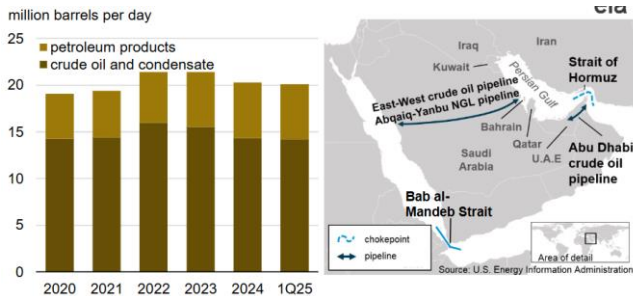 million barrels per day
25
20
15
10
5
0
petroleum products
crude oil and condensate
2020 2021 2022 2023 2024 1Q25
eia
Iraq
Iran
Kuwait
Persian Gulf
Strait of
Hormuz
East-West crude oil pipeline
Abqaiq-Yanbu NGL pipeline
Bahrain
Qatar
U.A.E
Saudi
Arabia
Abu Dhabi
crude oil
pipeline
Bab al-
Mandeb Strait
chokepoint
pipeline
Area of detail
Source: U.S. Energy Information Administration